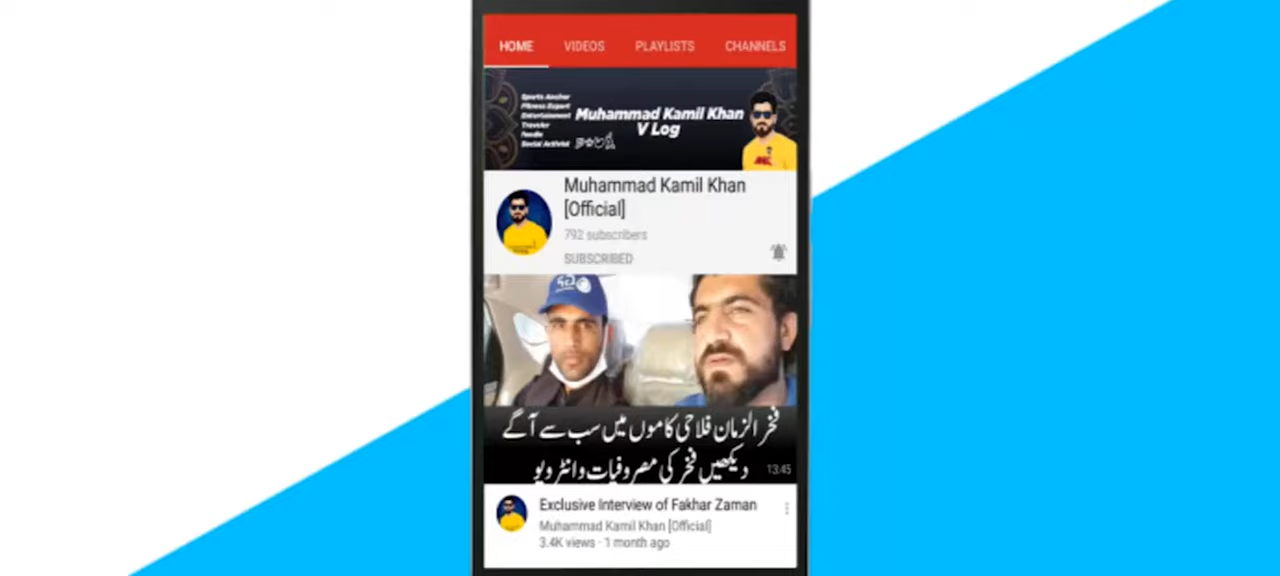 HOME VIDEOS PLAYLISTS CHANNELS
Sports Anchor
Fitness Expert
Entertainment
Traveler
Foodie
Social Activist
Muhammad Kamil Khan
V Log
Muhammad Kamil Khan
[Official]
792 subscribers
SUBSCRIBED
فخر الزمان فلاحی کاموں میں سب سے آگے
دیکھیں فخر کی مصروفیات و انٹرویو
13:45
Exclusive Interview of Fakhar Zaman
Muhammad Kamil Khan [Official]
3.4K views · 1 month ago